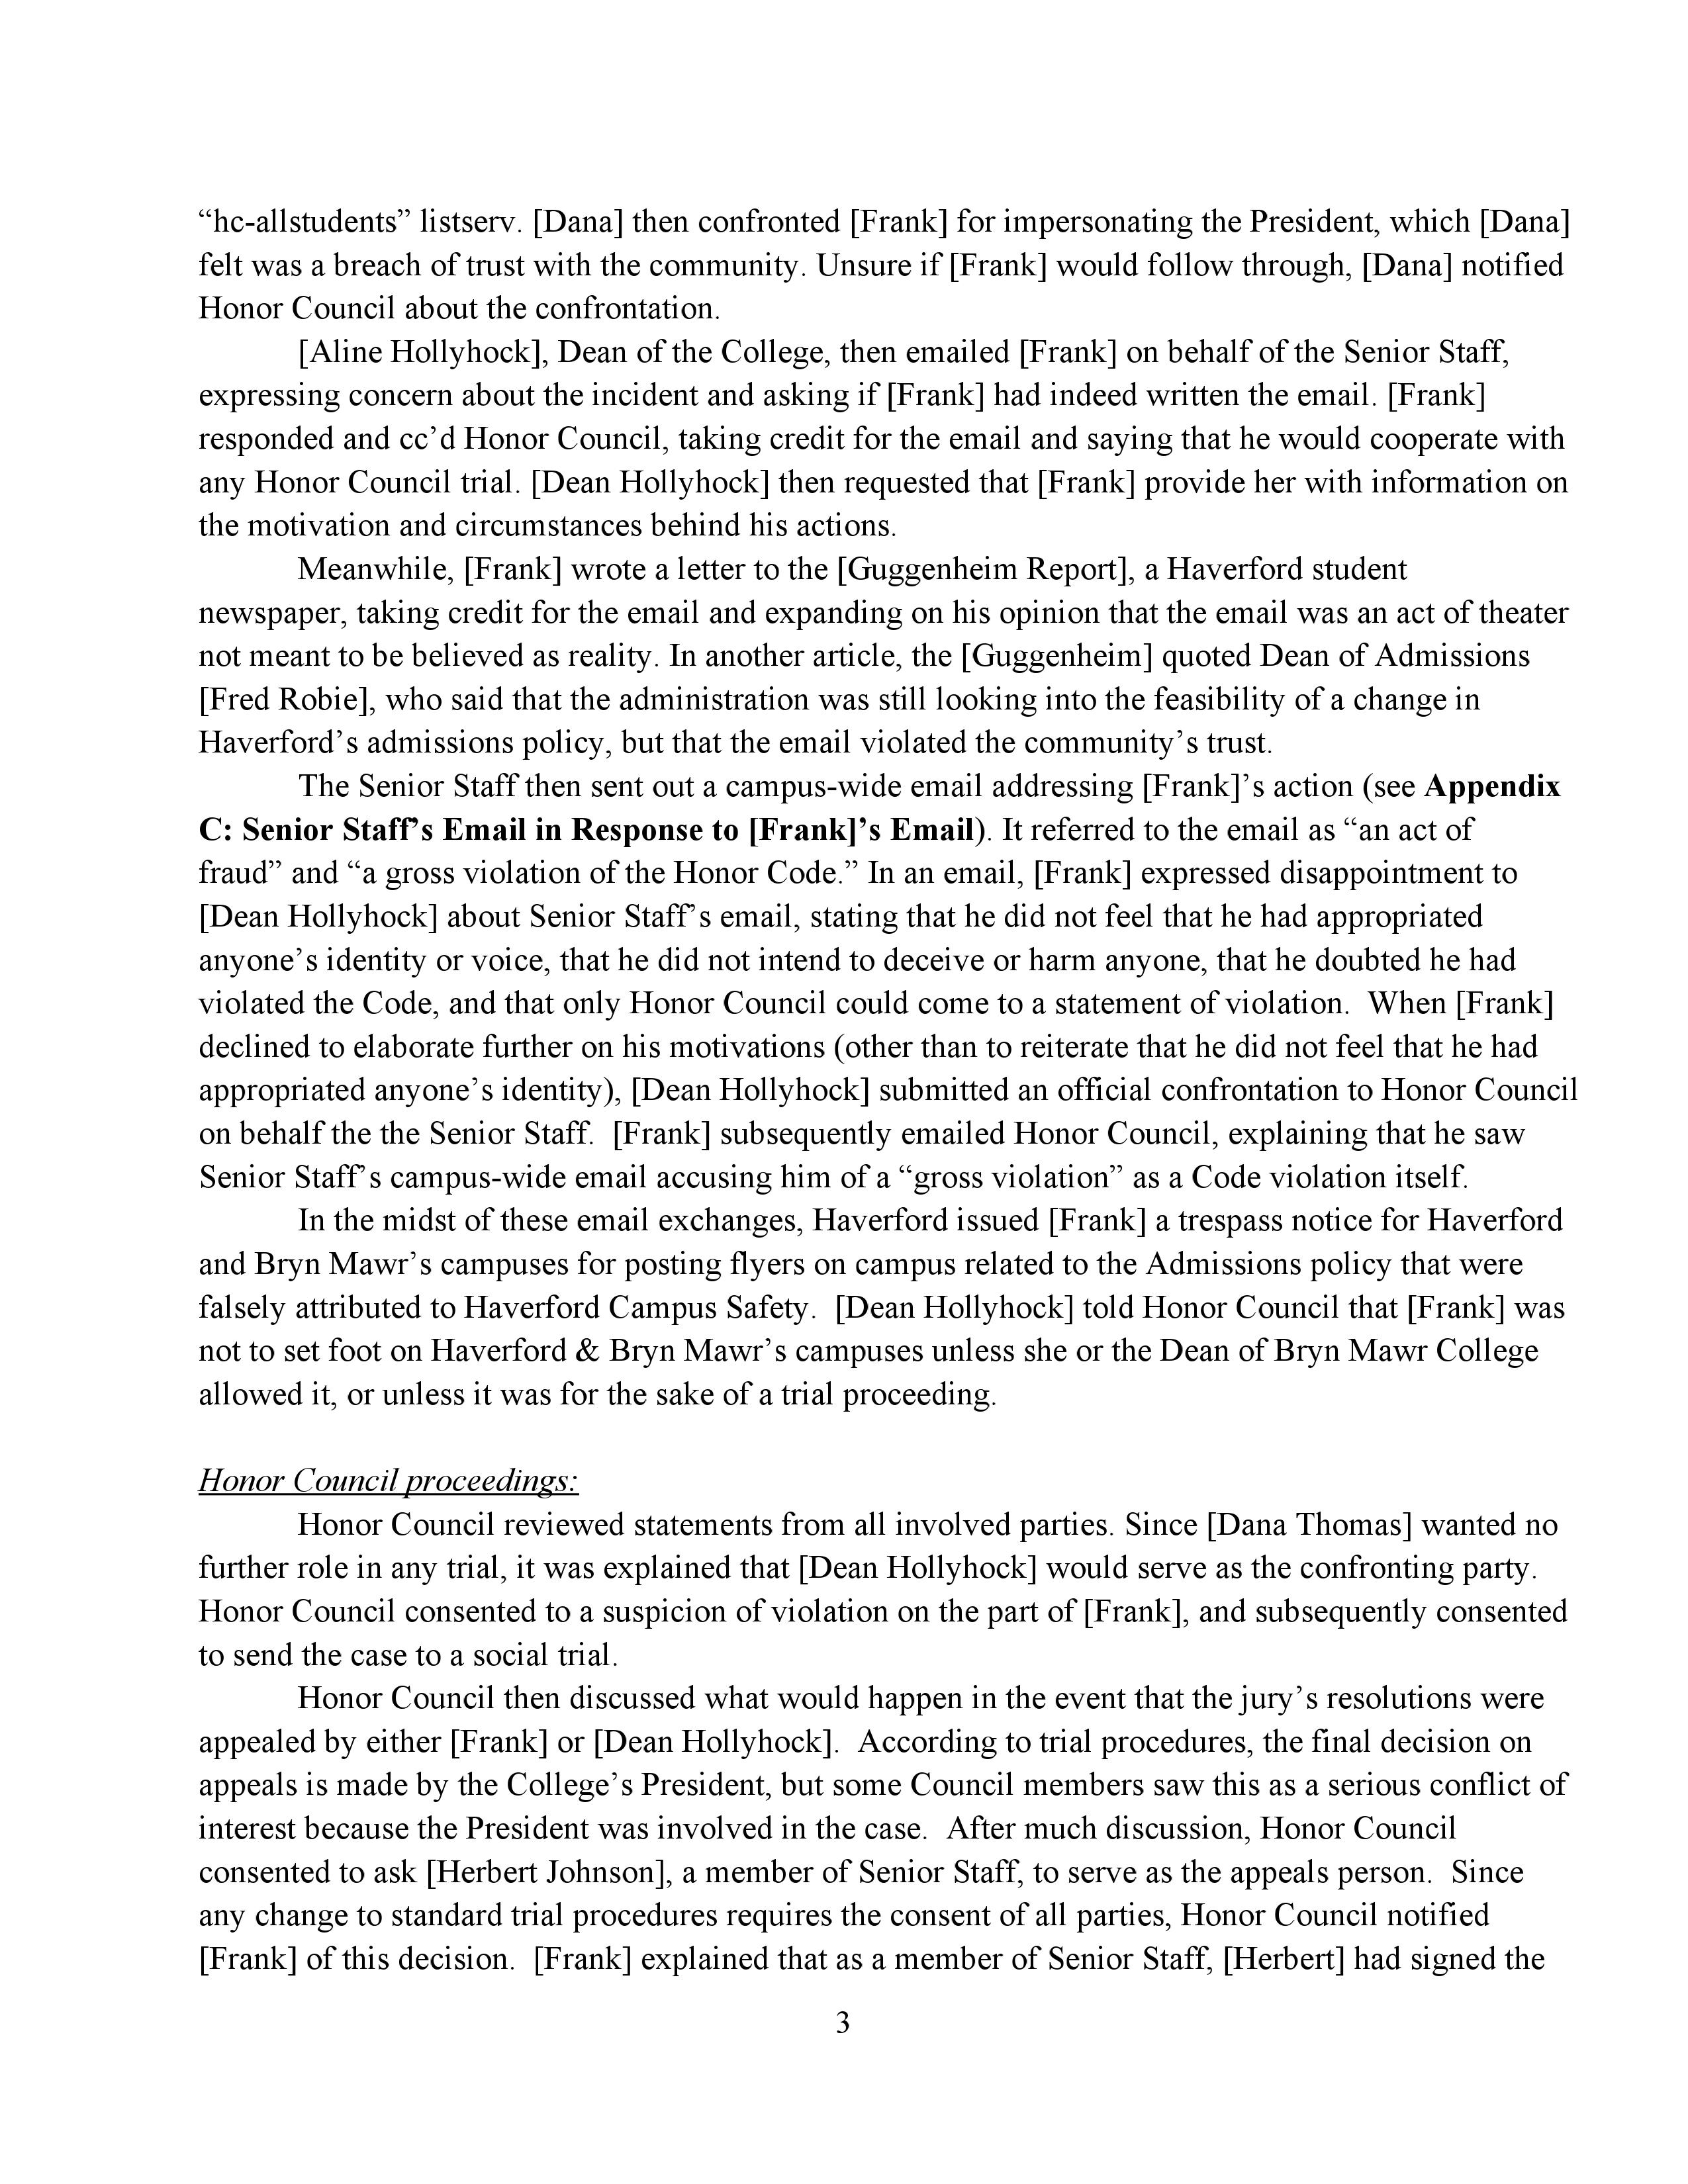 “hc-allstudents” listserv. [Dana] then confronted [Frank] for impersonating the President, which [Dana]
felt was a breach of trust with the community. Unsure if [Frank] would follow through, [Dana] notified
Honor Council about the confrontation.
[Aline Hollyhock], Dean of the College, then emailed [Frank] on behalf of the Senior Staff,
expressing concern about the incident and asking if [Frank] had indeed written the email. [Frank]
responded and cc’d Honor Council, taking credit for the email and saying that he would cooperate with
any Honor Council trial. [Dean Hollyhock] then requested that [Frank] provide her with information on
the motivation and circumstances behind his actions.
Meanwhile, [Frank] wrote a letter to the [Guggenheim Report], a Haverford student
newspaper, taking credit for the email and expanding on his opinion that the email was an act of theater
not meant to be believed as reality. In another article, the [Guggenheim] quoted Dean of Admissions
[Fred Robie], who said that the administration was still looking into the feasibility of a change in
Haverford’s admissions policy, but that the email violated the community’s trust.
The Senior Staff then sent out a campus-wide email addressing [Frank]’s action (see Appendix
C: Senior Staff’s Email in Response to [Frank]’s Email). It referred to the email as “an act of
fraud” and “a gross violation of the Honor Code.” In an email, [Frank] expressed disappointment to
[Dean Hollyhock] about Senior Staff’s email, stating that he did not feel that he had appropriated
anyone’s identity or voice, that he did not intend to deceive or harm anyone, that he doubted he had
violated the Code, and that only Honor Council could come to a statement of violation.  When [Frank]
declined to elaborate further on his motivations (other than to reiterate that he did not feel that he had
appropriated anyone’s identity), [Dean Hollyhock] submitted an official confrontation to Honor Council
on behalf the the Senior Staff.  [Frank] subsequently emailed Honor Council, explaining that he saw
Senior Staff’s campus-wide email accusing him of a “gross violation” as a Code violation itself.
In the midst of these email exchanges, Haverford issued [Frank] a trespass notice for Haverford
and Bryn Mawr’s campuses for posting flyers on campus related to the Admissions policy that were
falsely attributed to Haverford Campus Safety.  [Dean Hollyhock] told Honor Council that [Frank] was
not to set foot on Haverford & Bryn Mawr’s campuses unless she or the Dean of Bryn Mawr College
allowed it, or unless it was for the sake of a trial proceeding.
Honor Council proceedings:
Honor Council reviewed statements from all involved parties. Since [Dana Thomas] wanted no
further role in any trial, it was explained that [Dean Hollyhock] would serve as the confronting party.
Honor Council consented to a suspicion of violation on the part of [Frank], and subsequently consented
to send the case to a social trial.
Honor Council then discussed what would happen in the event that the jury’s resolutions were
appealed by either [Frank] or [Dean Hollyhock].  According to trial procedures, the final decision on
appeals is made by the College’s President, but some Council members saw this as a serious conflict of
interest because the President was involved in the case.  After much discussion, Honor Council
consented to ask [Herbert Johnson], a member of Senior Staff, to serve as the appeals person.  Since
any change to standard trial procedures requires the consent of all parties, Honor Council notified
[Frank] of this decision.  [Frank] explained that as a member of Senior Staff, [Herbert] had signed the
3